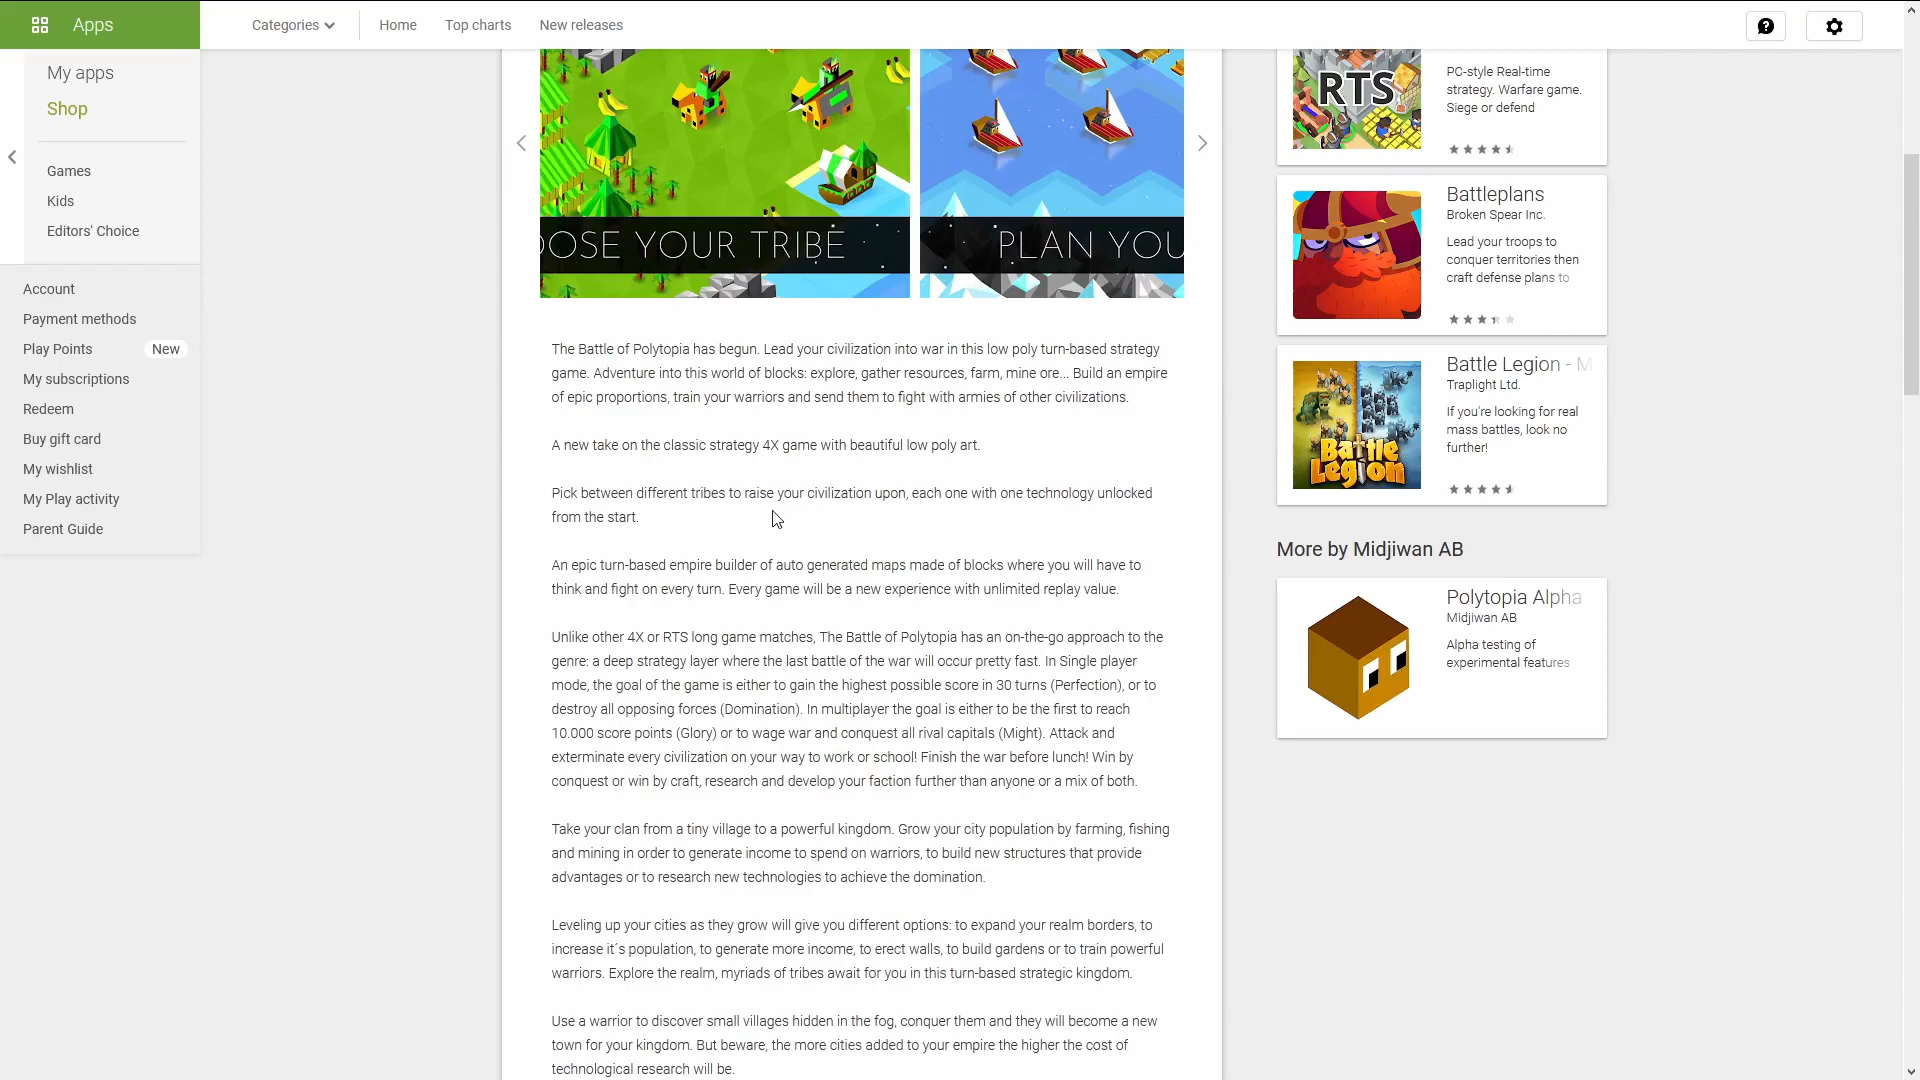 Apps
Categories
Home
Top charts
New releases
My apps
Shop
Games
Kids
Editors' Choice
Account
Payment methods
Play Points
New
My subscriptions
Redeem
Buy gift card
My wishlist
My Play activity
Parent Guide
OOSE YOUR TRIBE
PLAN YOU
The Battle of Polytopia has begun. Lead your civilization into war in this low poly turn-based strategy
game. Adventure into this world of blocks: explore, gather resources, farm, mine ore... Build an empire
of epic proportions, train your warriors and send them to fight with armies of other civilizations.
A new take on the classic strategy 4X game with beautiful low poly art.
Pick between different tribes to raise your civilization upon, each one with one technology unlocked
from the start.
An epic turn-based empire builder of auto generated maps made of blocks where you will have to
think and fight on every turn. Every game will be a new experience with unlimited replay value.
Unlike other 4X or RTS long game matches, The Battle of Polytopia has an on-the-go approach to the
genre: a deep strategy layer where the last battle of the war will occur pretty fast. In Single player
mode, the goal of the game is either to gain the highest possible score in 30 turns (Perfection), or to
destroy all opposing forces (Domination). In multiplayer the goal is either to be the first to reach
10.000 score points (Glory) or to wage war and conquest all rival capitals (Might). Attack and
exterminate every civilization on your way to work or school! Finish the war before lunch! Win by
conquest or win by craft, research and develop your faction further than anyone or a mix of both.
Take your clan from a tiny village to a powerful kingdom. Grow your city population by farming, fishing
and mining in order to generate income to spend on warriors, to build new structures that provide
advantages or to research new technologies to achieve the domination.
Leveling up your cities as they grow will give you different options: to expand your realm borders, to
increase it´s population, to generate more income, to erect walls, to build gardens or to train powerful
warriors. Explore the realm, myriads of tribes await for you in this turn-based strategic kingdom.
Use a warrior to discover small villages hidden in the fog, conquer them and they will become a new
town for your kingdom. But beware, the more cities added to your empire the higher the cost of
technological research will be.
RTS
PC-style Real-time
strategy. Warfare game.
Siege or defend
Battleplans
Broken Spear Inc.
Lead your troops to
conquer territories then
craft defense plans to
Battle Legion
Battle Legion - M
Traplight Ltd.
If you're looking for real
mass battles, look no
further!
More by Midjiwan AB
Polytopia Alpha
Midjiwan AB
Alpha testing of
experimental features